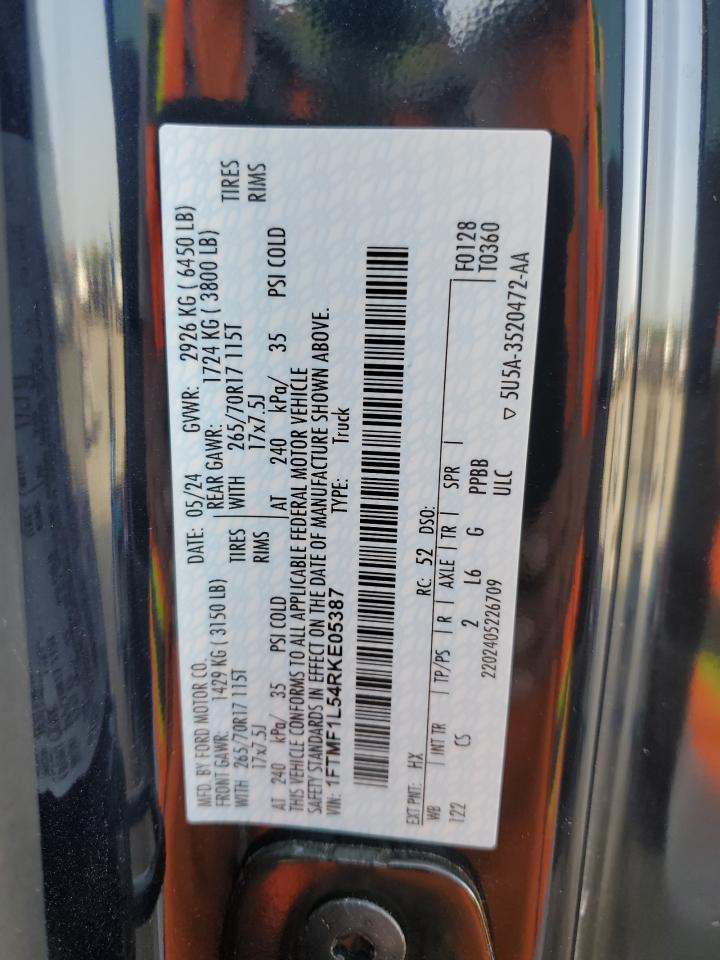 MFD. BY FORD MOTOR CO.
DATE: 05/24 GVWR: 2926 KG ( 6450 LB)
FRONT GAWR: 1429 KG ( 3150 LB) REAR GAWR: 1724 KG ( 3800 LB)
WITH 265/70R17 115T TIRES WITH 265/70R17 115T TIRES
17x7.5J RIMS 17x7.5J RIMS
AT 240 kPa/ 35 PSI COLD AT 240 kPa/ 35 PSI COLD
THIS VEHICLE CONFORMS TO ALL APPLICABLE FEDERAL MOTOR VEHICLE
SAFETY STANDARDS IN EFFECT ON THE DATE OF MANUFACTURE SHOWN ABOVE.
VIN: 1FTMF1L54RKE05387 TYPE: Truck
EXT PNT: HX RC: 52 DSO:
WB INT TR TP/PS R AXLE TR SPR F0128
122 CS 2 L6 G PPBB T0360
2202405226709 ULC
▽ 5U5A-3520472-AA